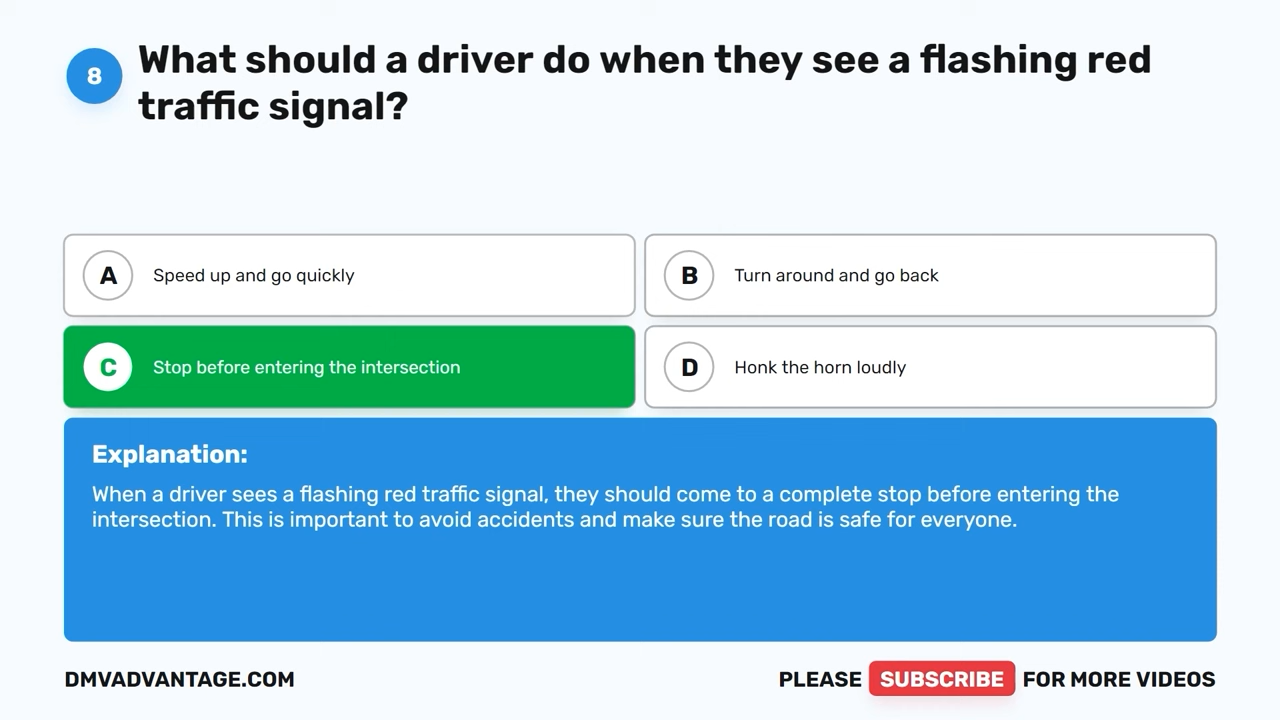 8
What should a driver do when they see a flashing red
traffic signal?
A Speed up and go quickly
B Turn around and go back
C Stop before entering the intersection
D Honk the horn loudly
Explanation:
When a driver sees a flashing red traffic signal, they should come to a complete stop before entering the
intersection. This is important to avoid accidents and make sure the road is safe for everyone.
DMVADVANTAGE.COM
PLEASE SUBSCRIBE FOR MORE VIDEOS